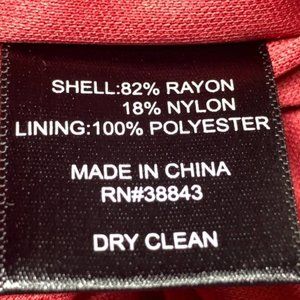 SHELL:82% RAYON
18% NYLON
LINING:100% POLYESTER
MADE IN CHINA
RN#38843
DRY CLEAN